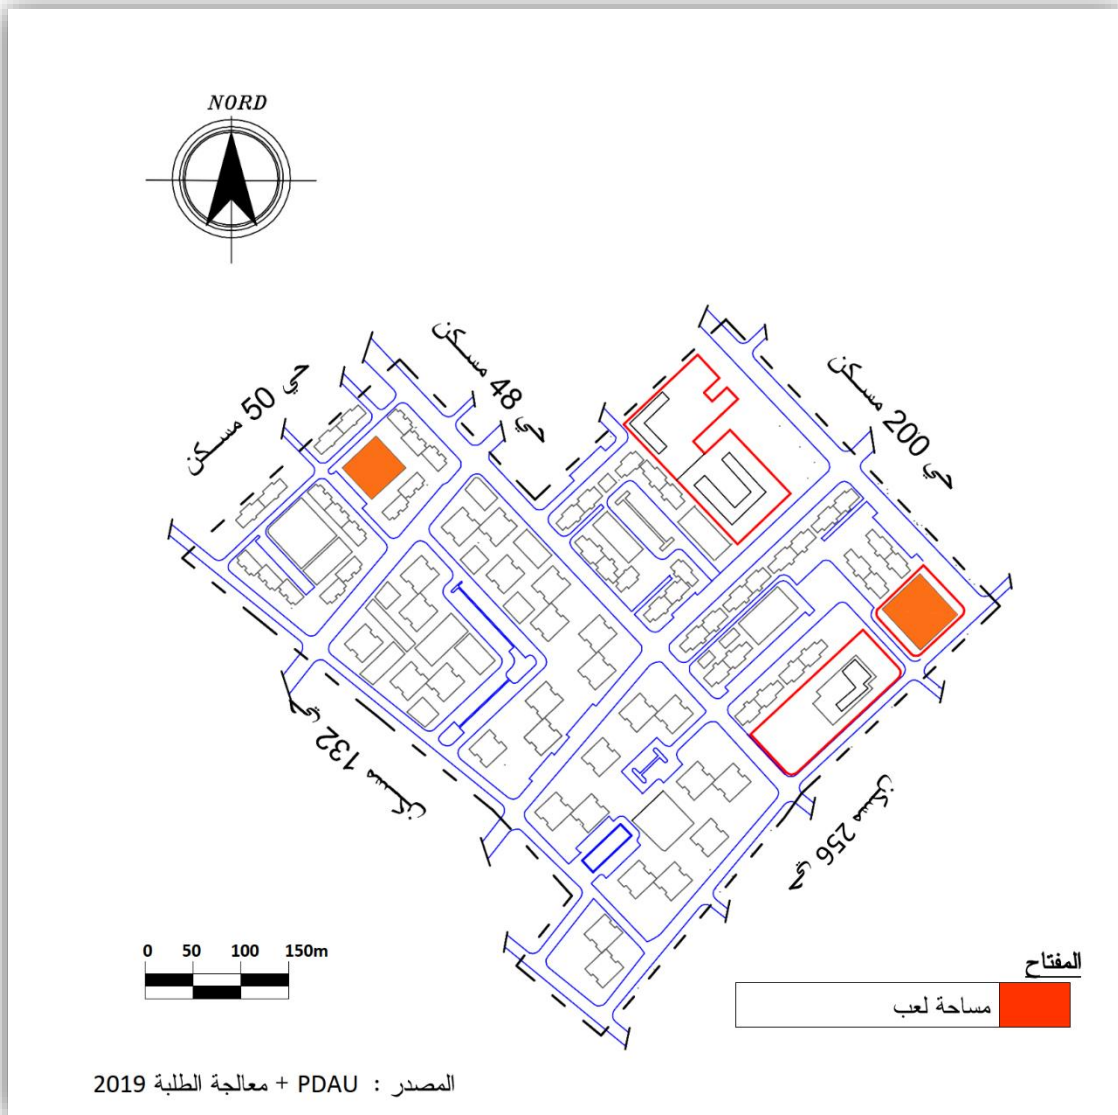 NORD
حي 50 مسكن
حي 48 مسكن
حي 200 مسكن
حي 132 مسكن
حي 256 مسكن
0 50 100 150m
المفتاح
مساحة لعب
المصدر : PDAU + معالجة الطلبة 2019